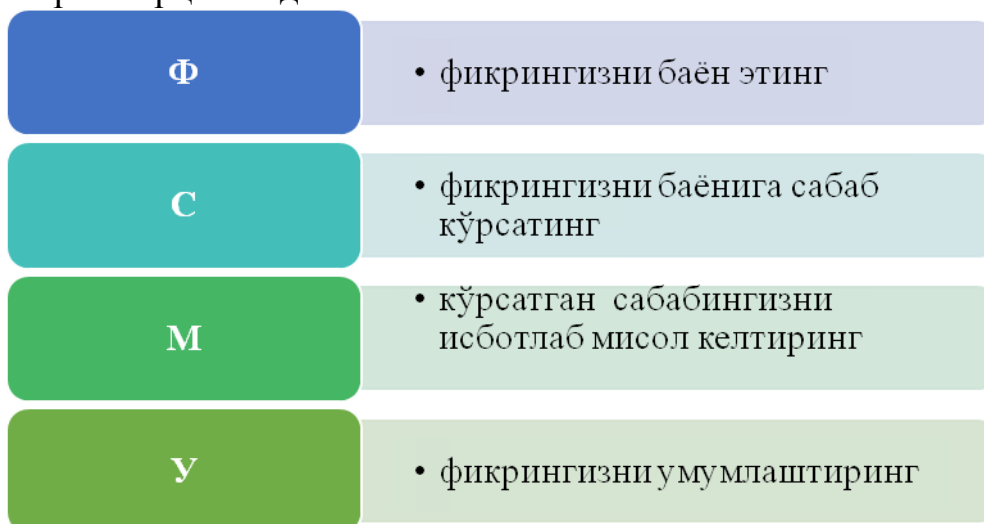 Ф
• фикрингизни баён этинг
С
• фикрингизни баёнига сабаб
кўрсатинг
М
• кўрсатган сабабингизни
исботлаб мисол келтиринг
У
• фикрингизни умумлаштиринг